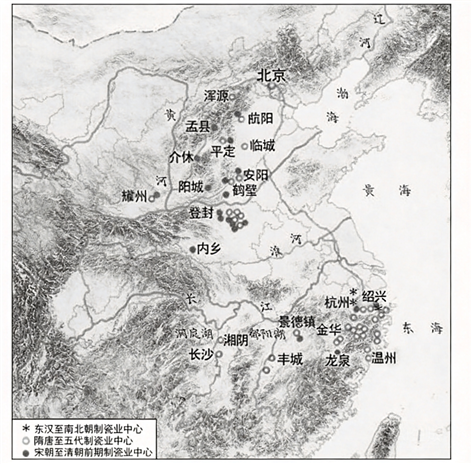 辽
河
北京
渤
海
浑源
黄
河
盂县
平定
临城
介休
安阳
阳城
鹤壁
耀州
登封
黄海
淮河
内乡
长江
杭州
绍兴
景德镇
金华
东海
洞庭湖
鄱阳湖
湘阴
长沙
丰城
龙泉
温州
* 东汉至南北朝制瓷业中心
○ 隋唐至五代制瓷业中心
● 宋朝至清朝前期制瓷业中心